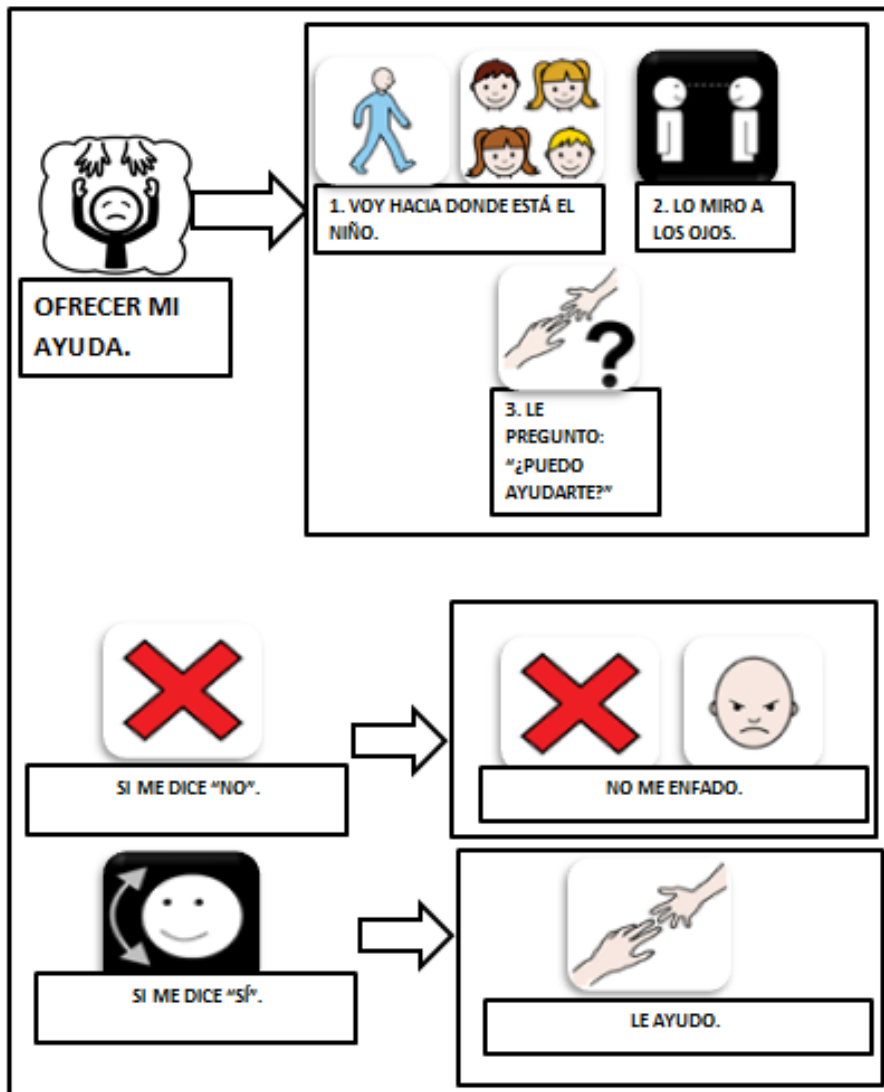 OFRECER MI
AYUDA.
1. VOY HACIA DONDE ESTÁ EL
NIÑO.
2. LO MIRO A
LOS OJOS.
?
3. LE
PREGUNTO:
“¿PUEDO
AYUDARTE?”
SI ME DICE “NO”.
NO ME ENFADO.
SI ME DICE “SÍ”.
LE AYUDO.